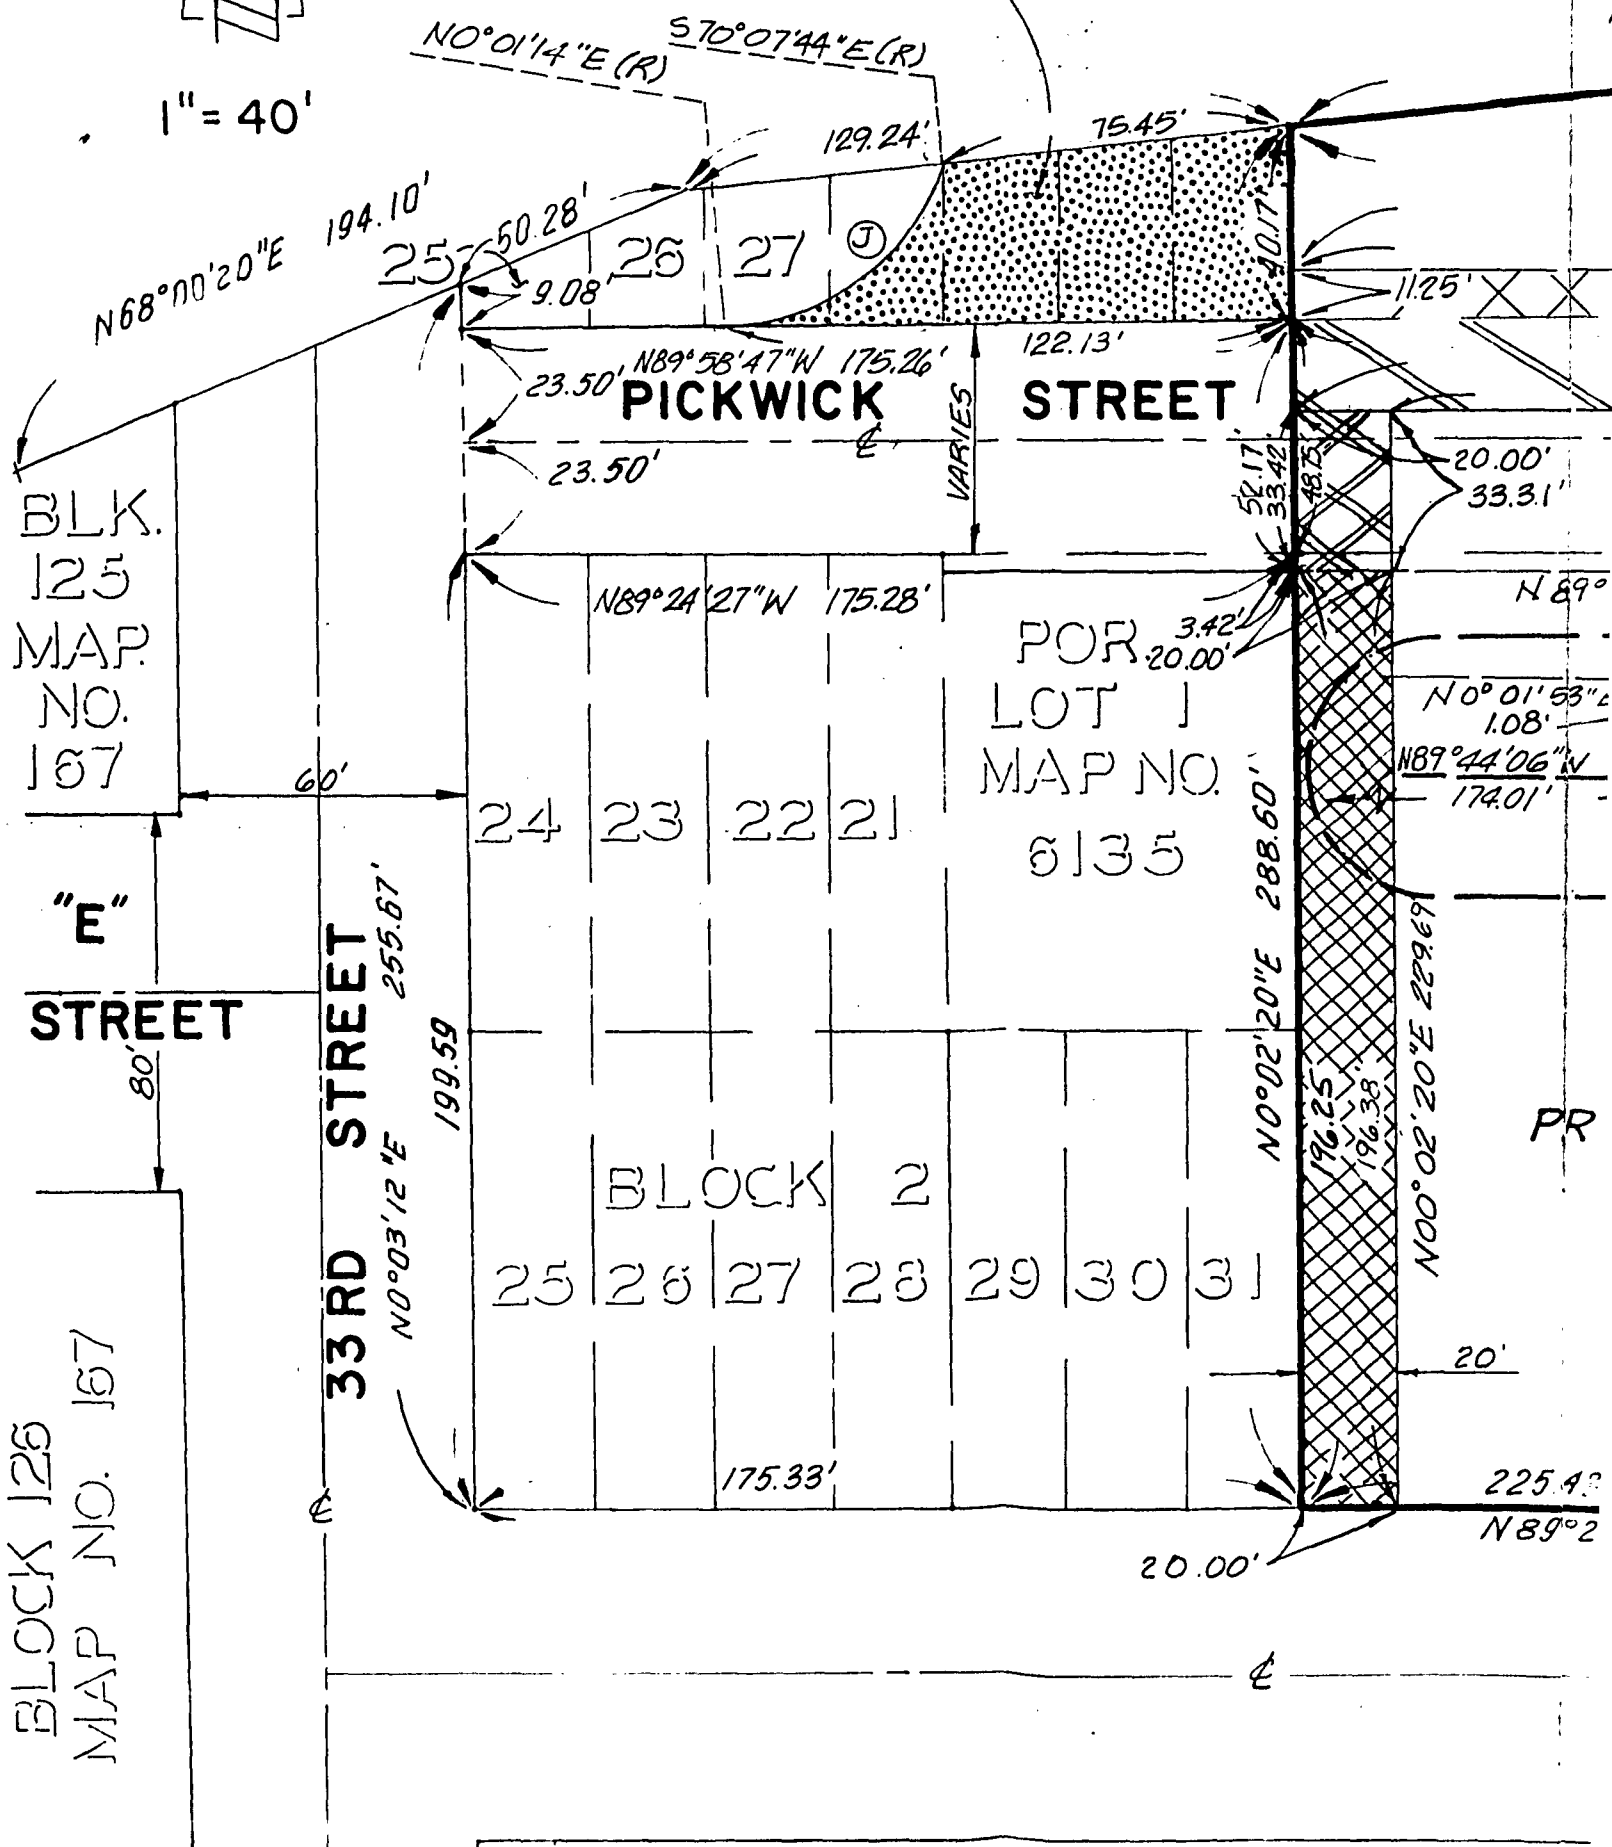 N0°01'14"E (R)
S70°07'44"E (R)
1" = 40'
129.24'
75.45'
N68°00'20"E 194.10'
50.28'
25
26
27
J
9.08'
40.17'
11.25'
N89°58'47"W 175.26'
122.13'
23.50'
PICKWICK STREET
VARIES
℄
23.50'
52.17'
33.42'
48.75'
20.00'
33.31'
BLK.
125
MAP
NO.
167
N89°24'27"W 175.28'
3.42'
20.00'
N 89°
POR.
LOT 1
MAP NO.
6135
N0°01'53"E
1.08'
N89°44'06"W
174.01'
60'
24
23
22
21
"E"
STREET
80'
33RD STREET
N0°03'12"E 255.67'
199.59
N0°02'20"E 288.60'
196.25
196.38'
N00°02'20"E 229.69'
PR
BLOCK 2
25
26
27
28
29
30
31
20'
BLOCK 126
MAP NO. 167
℄
175.33'
225.4
N89°2
20.00'
℄